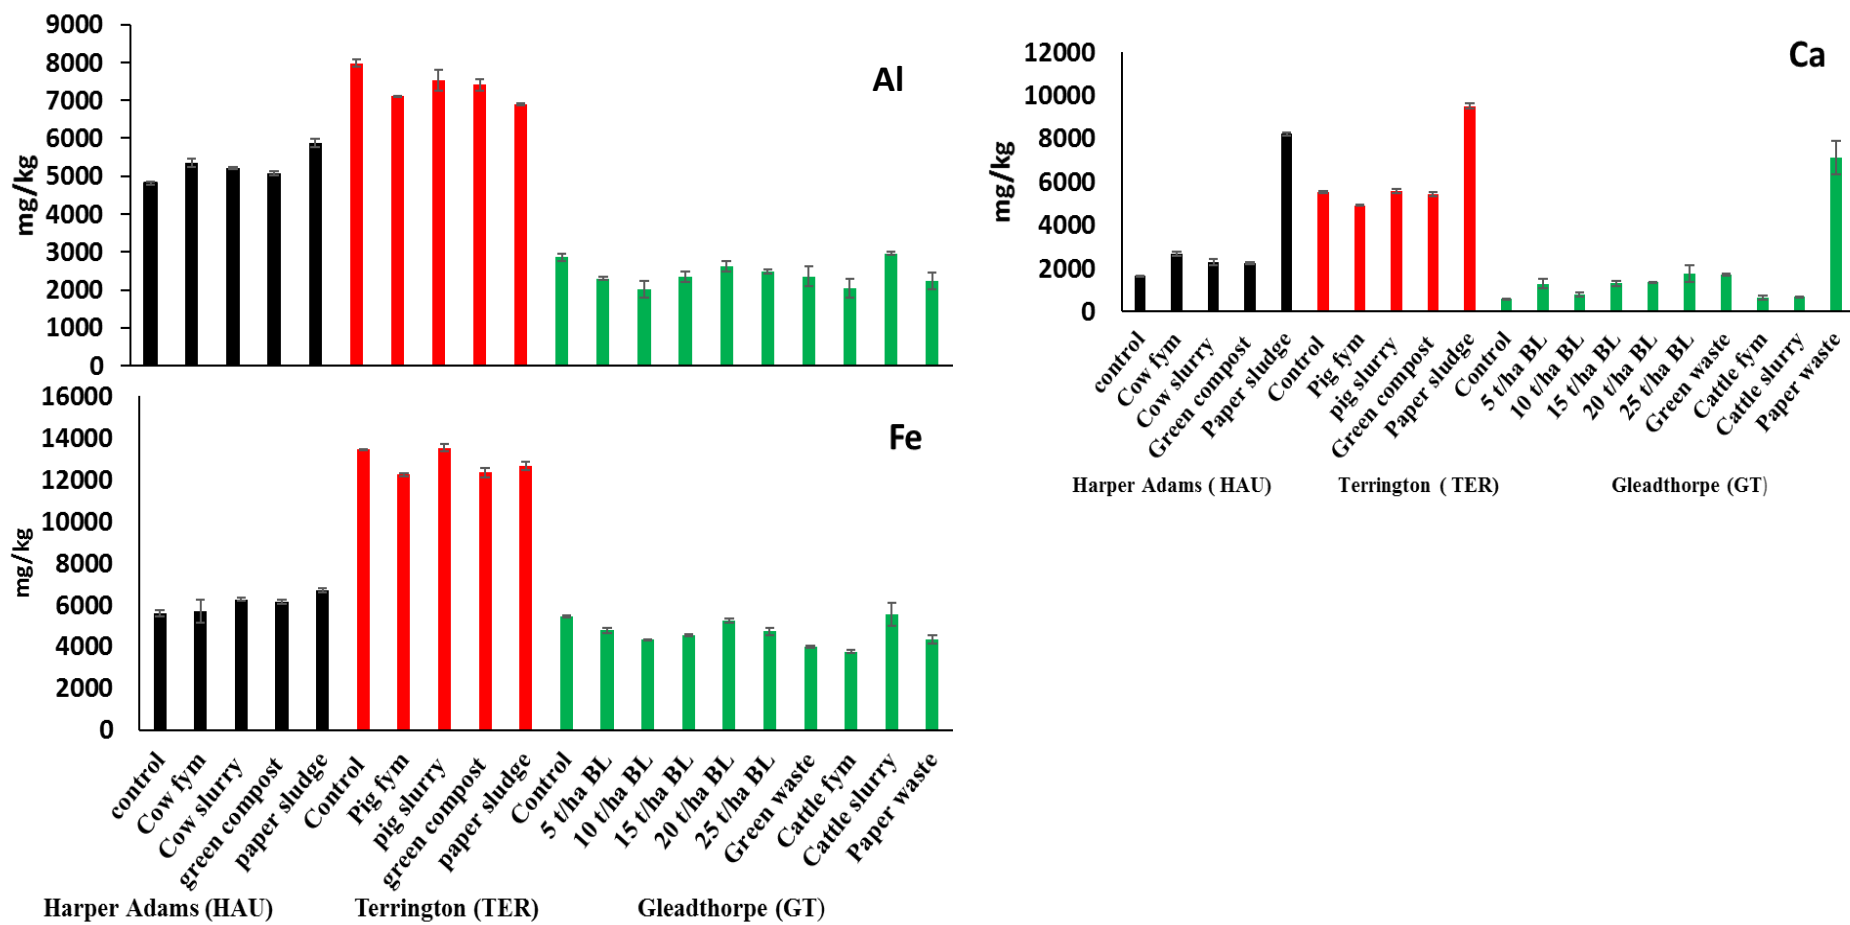 9000
8000
7000
6000
5000
4000
3000
2000
1000
0
mg/kg
Al
16000
14000
12000
10000
8000
6000
4000
2000
0
mg/kg
Fe
control
Cow fym
Cow slurry
green compost
paper sludge
Control
Pig fym
pig slurry
green compost
paper sludge
Control
5 t/ha BL
10 t/ha BL
15 t/ha BL
20 t/ha BL
25 t/ha BL
Green waste
Cattle fym
Cattle slurry
Paper waste
Harper Adams (HAU)
Terrington (TER)
Gleadthorpe (GT)
12000
10000
8000
6000
4000
2000
0
mg/kg
Ca
control
Cow fym
Cow slurry
Green compost
Paper sludge
Control
Pig fym
pig slurry
Green compost
Paper sludge
Control
5 t/ha BL
10 t/ha BL
15 t/ha BL
20 t/ha BL
25 t/ha BL
Green waste
Cattle fym
Cattle slurry
Paper waste
Harper Adams ( HAU)
Terrington ( TER)
Gleadthorpe (GT)